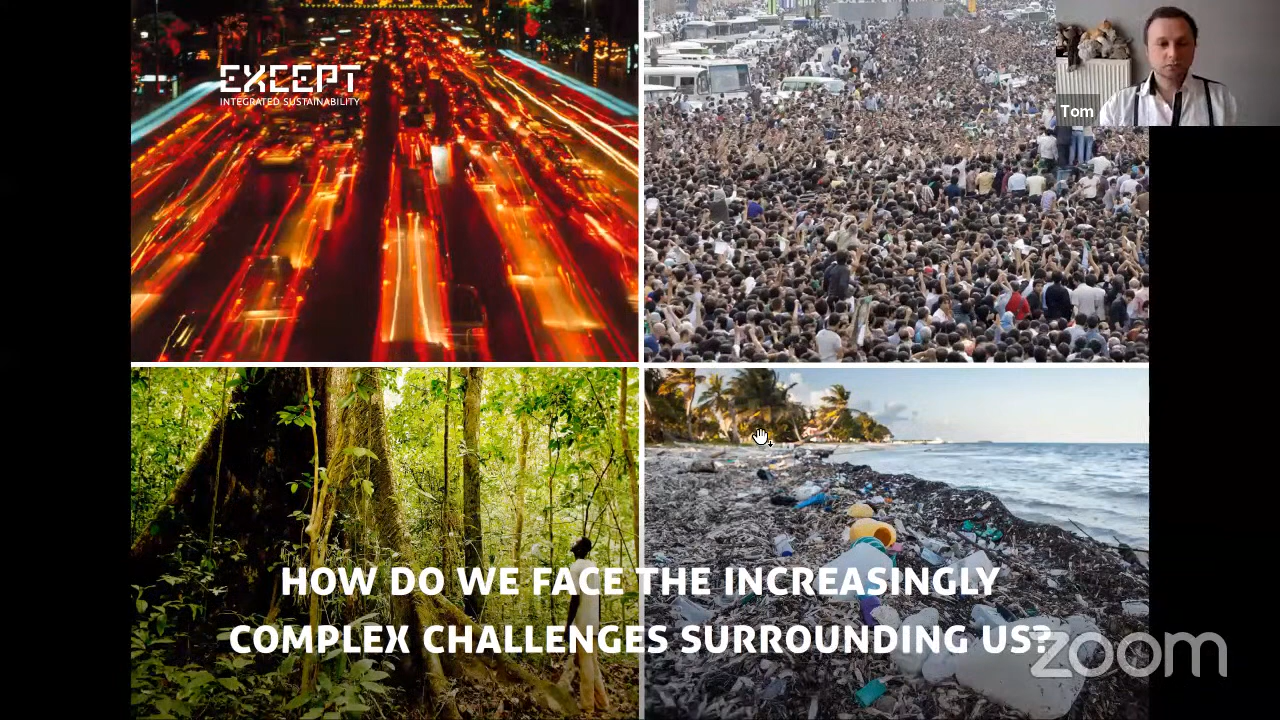 EXCEPT
INTEGRATED SUSTAINABILITY
Tom
HOW DO WE FACE THE INCREASINGLY
COMPLEX CHALLENGES SURROUNDING US?
zoom